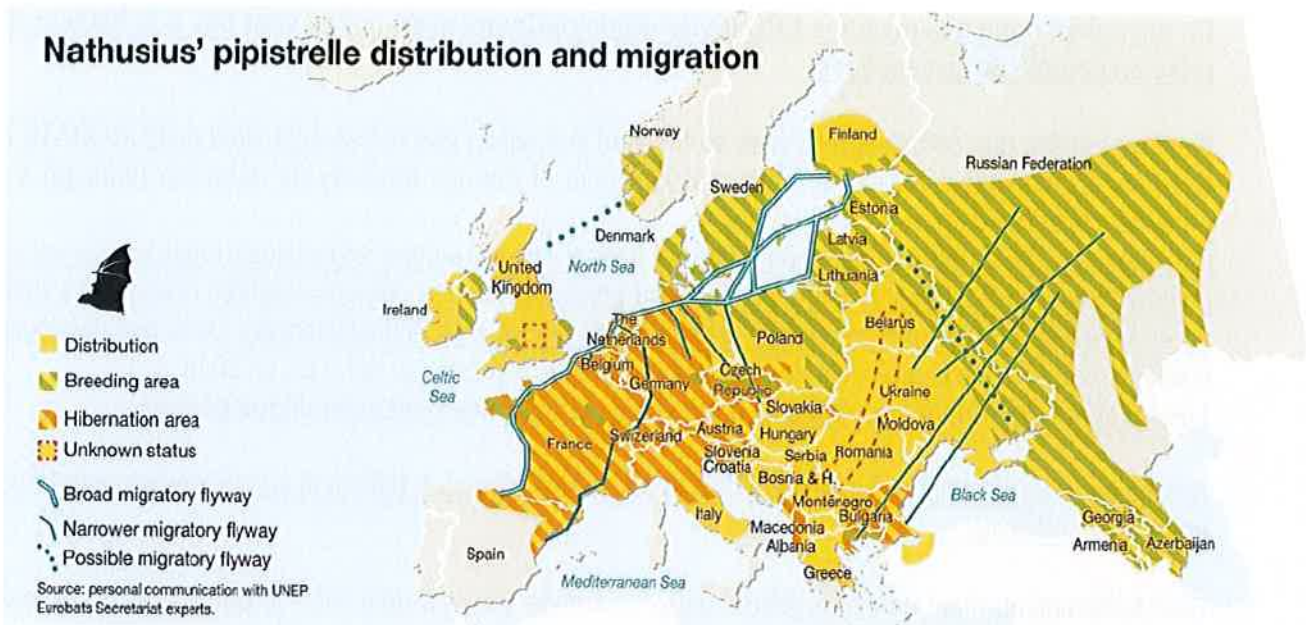 Nathusius' pipistrelle distribution and migration
Norway
Finland
Russian Federation
Sweden
Estonia
Denmark
Latvia
North Sea
United
Kingdom
Lithuania
Ireland
The
Netherlands
Belarus
Poland
Distribution
Belgium
Celtic
Sea
Germany
Czech
Republic
Breeding area
Ukraine
Slovakia
Hibernation area
France
Switzerland
Austria
Hungary
Moldova
Unknown status
Slovenia
Croatia
Serbia
Romania
Bosnia & H.
Broad migratory flyway
Black Sea
Montenegro
Italy
Bulgaria
Narrower migratory flyway
Macedonia
Georgia
Possible migratory flyway
Spain
Albania
Armenia
Azerbaijan
Mediterranean Sea
Greece
Source: personal communication with UNEP
Eurobats Secretariat experts.